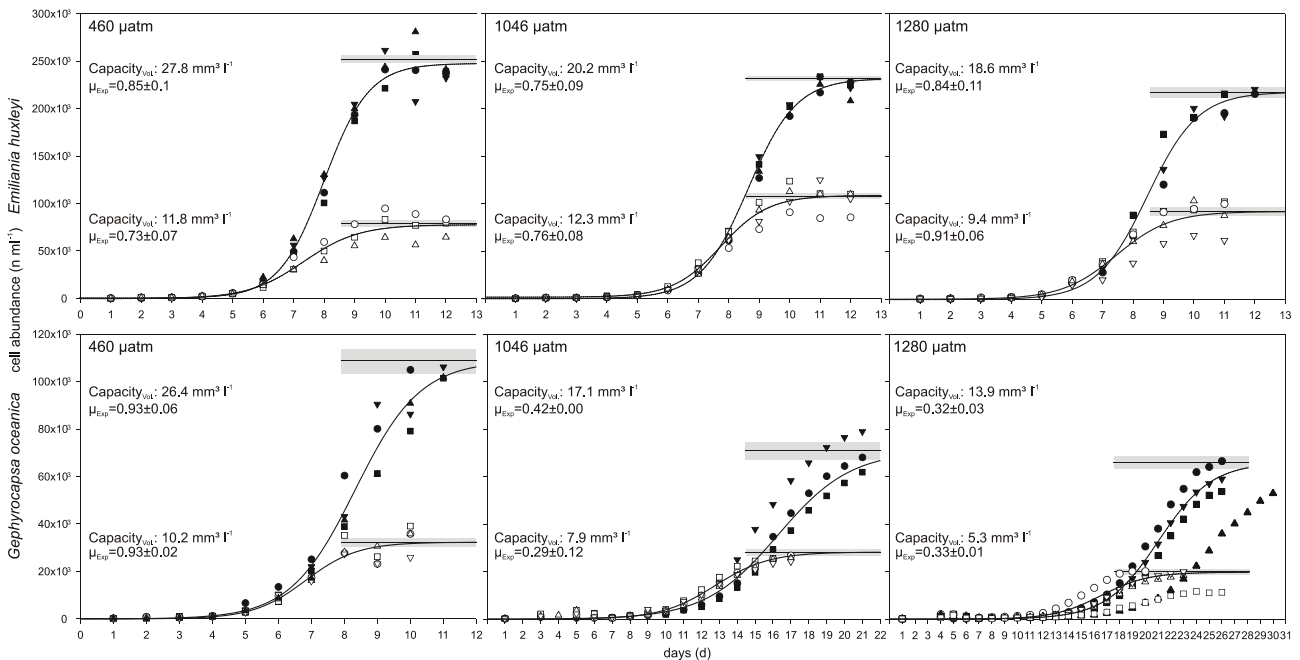 460 µatm
1046 µatm
1280 µatm
300x10³
250x10³
200x10³
150x10³
100x10³
50x10³
0
Capacity_Vol.: 27.8 mm³ l⁻¹
µ_Exp=0.85±0.1
Capacity_Vol.: 20.2 mm³ l⁻¹
µ_Exp=0.75±0.09
Capacity_Vol.: 18.6 mm³ l⁻¹
µ_Exp=0.84±0.11
Capacity_Vol.: 11.8 mm³ l⁻¹
µ_Exp=0.73±0.07
Capacity_Vol.: 12.3 mm³ l⁻¹
µ_Exp=0.76±0.08
Capacity_Vol.: 9.4 mm³ l⁻¹
µ_Exp=0.91±0.06
0 1 2 3 4 5 6 7 8 9 10 11 12 13
1 2 3 4 5 6 7 8 9 10 11 12 13
1 2 3 4 5 6 7 8 9 10 11 12 13
Gephyrocapsa oceanica cell abundance (n ml⁻¹) Emiliania huxleyi
460 µatm
1046 µatm
1280 µatm
120x10³
100x10³
80x10³
60x10³
40x10³
20x10³
0
Capacity_Vol.: 26.4 mm³ l⁻¹
µ_Exp=0.93±0.06
Capacity_Vol.: 17.1 mm³ l⁻¹
µ_Exp=0.42±0.00
Capacity_Vol.: 13.9 mm³ l⁻¹
µ_Exp=0.32±0.03
Capacity_Vol.: 10.2 mm³ l⁻¹
µ_Exp=0.93±0.02
Capacity_Vol.: 7.9 mm³ l⁻¹
µ_Exp=0.29±0.12
Capacity_Vol.: 5.3 mm³ l⁻¹
µ_Exp=0.33±0.01
0 1 2 3 4 5 6 7 8 9 10 11 12
1 2 3 4 5 6 7 8 9 10 11 12 13 14 15 16 17 18 19 20 21 22
1 2 3 4 5 6 7 8 9 10 11 12 13 14 15 16 17 18 19 20 21 22 23 24 25 26 27 28 29 30 31
days (d)